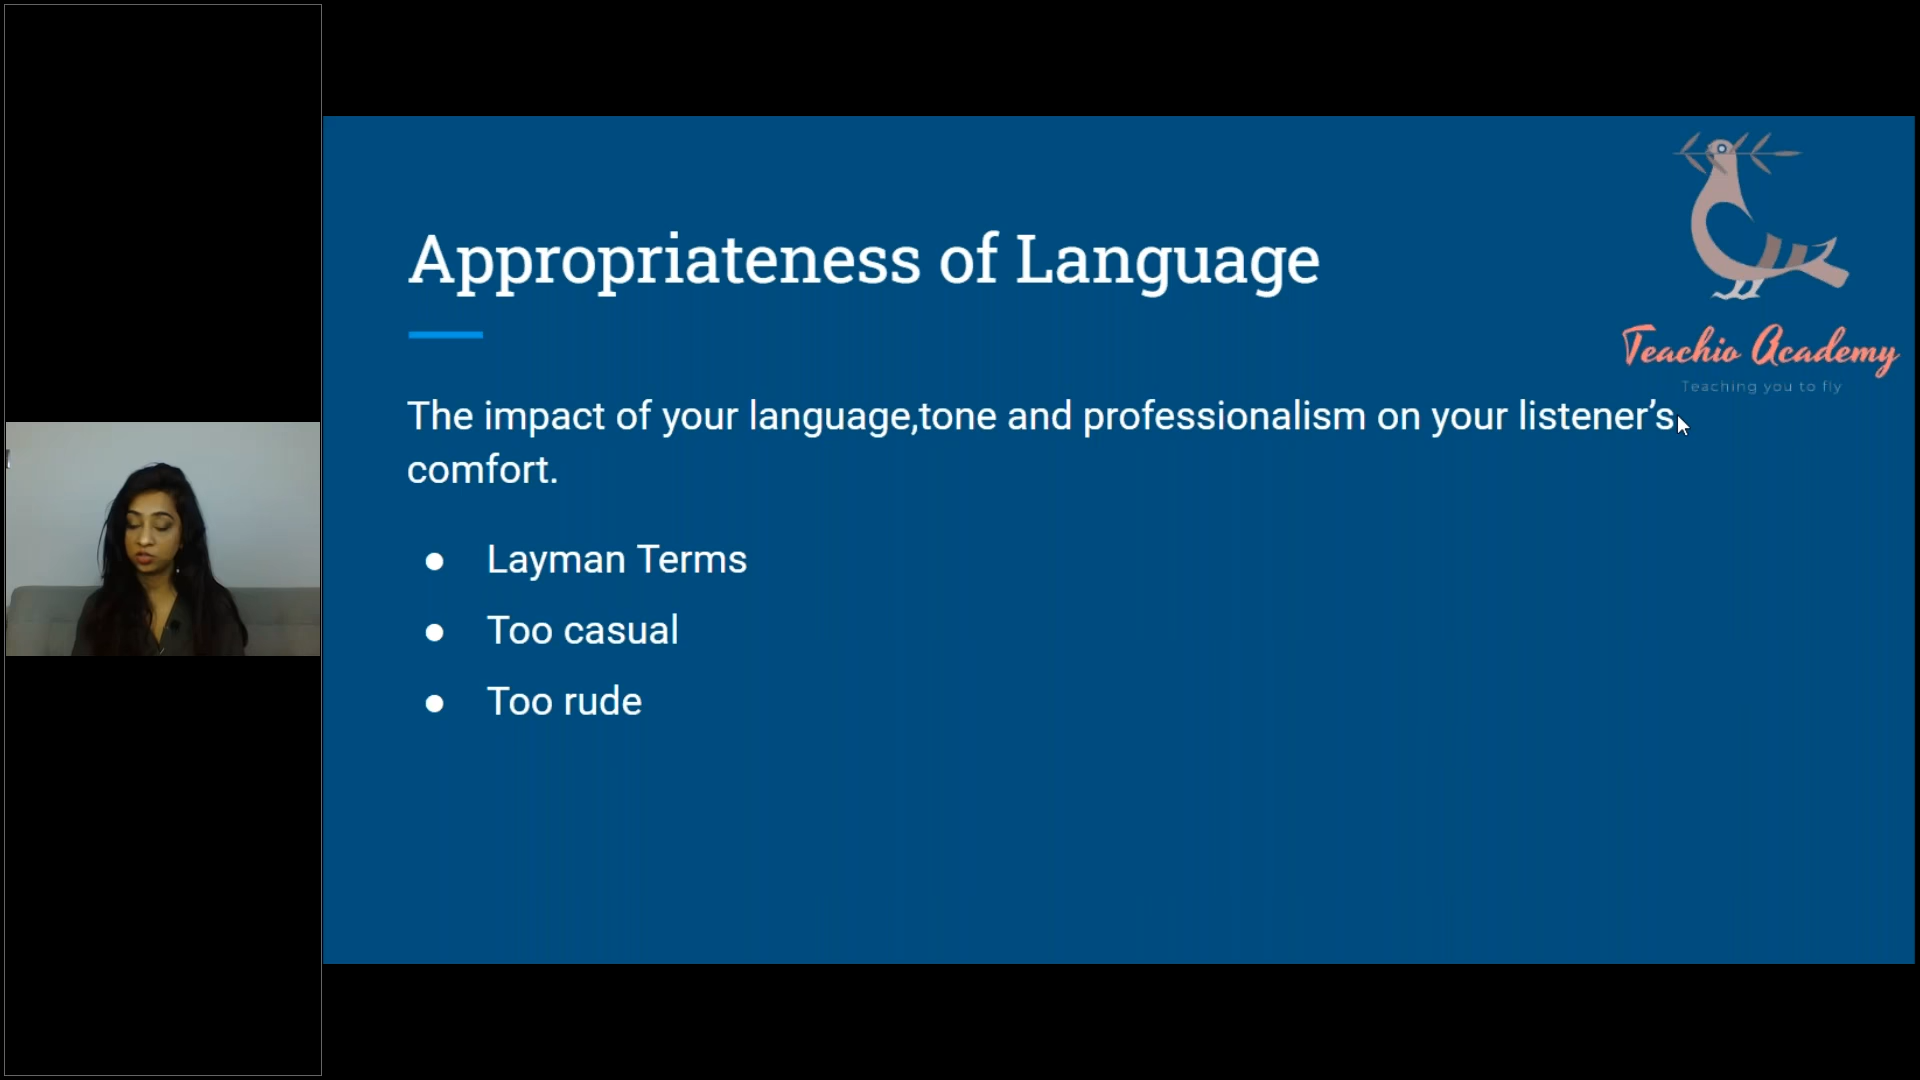 Appropriateness of Language
Teachio Academy
Teaching you to fly
The impact of your language,tone and professionalism on your listener’s
comfort.
● Layman Terms
● Too casual
● Too rude